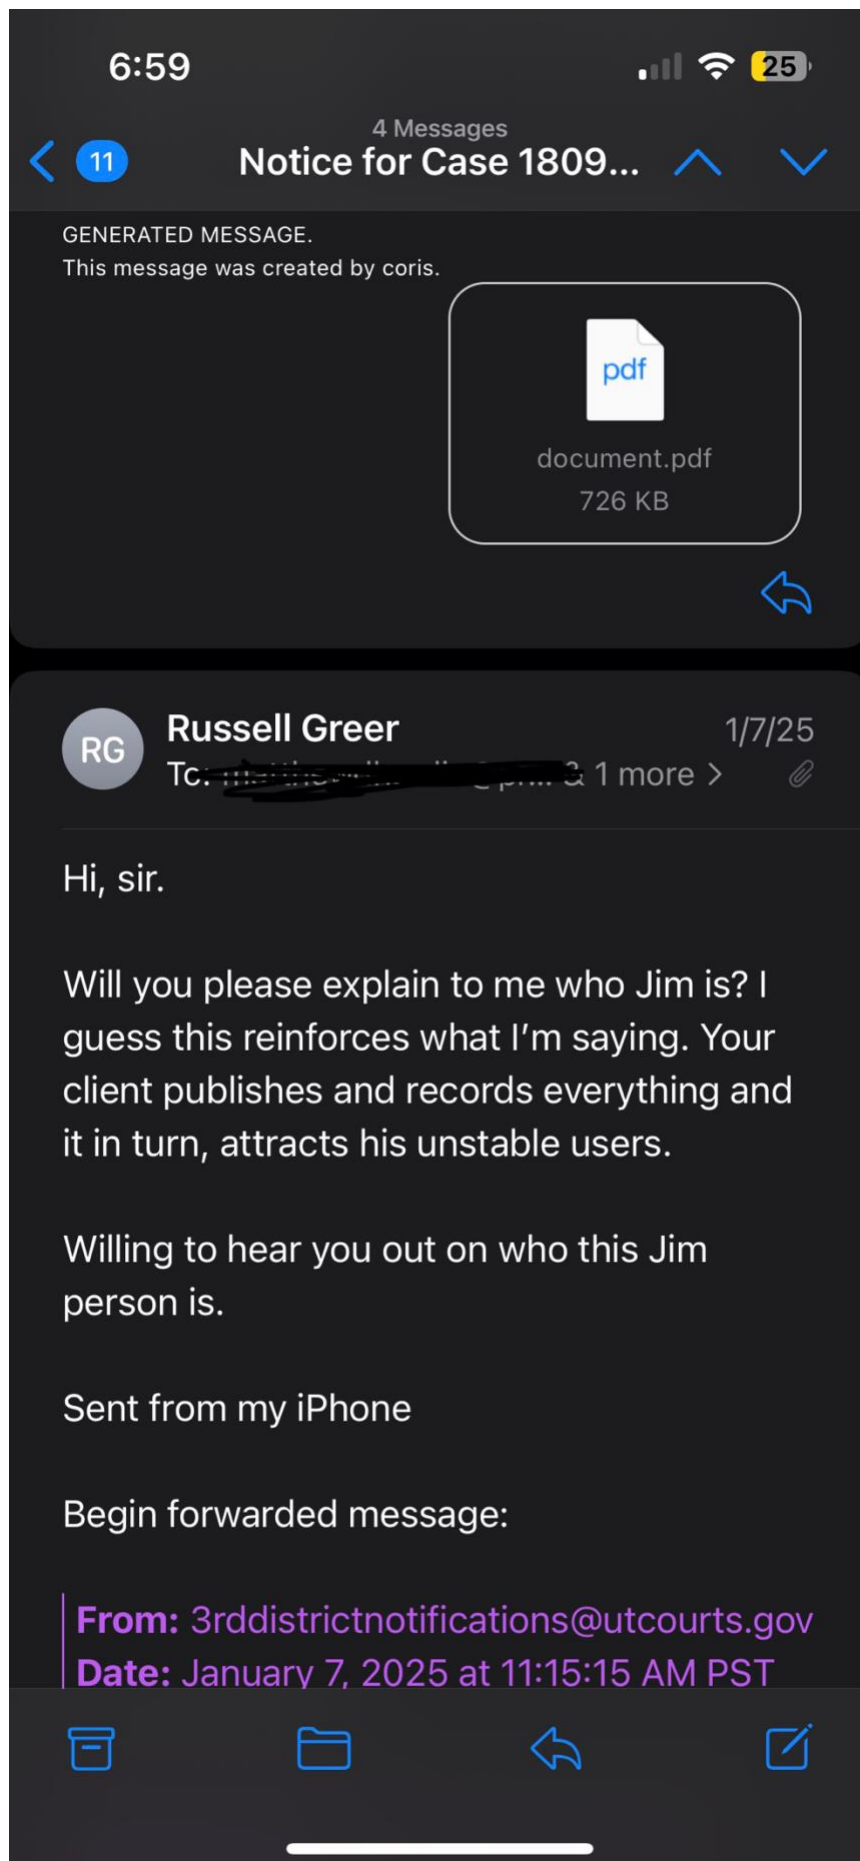 6:59
25
4 Messages
11
Notice for Case 1809...
GENERATED MESSAGE.
This message was created by coris.
pdf
document.pdf
726 KB
RG
Russell Greer
1/7/25
To: & 1 more >
Hi, sir.
Will you please explain to me who Jim is? I
guess this reinforces what I'm saying. Your
client publishes and records everything and
it in turn, attracts his unstable users.
Willing to hear you out on who this Jim
person is.
Sent from my iPhone
Begin forwarded message:
From: 3rddistrictnotifications@utcourts.gov
Date: January 7, 2025 at 11:15:15 AM PST